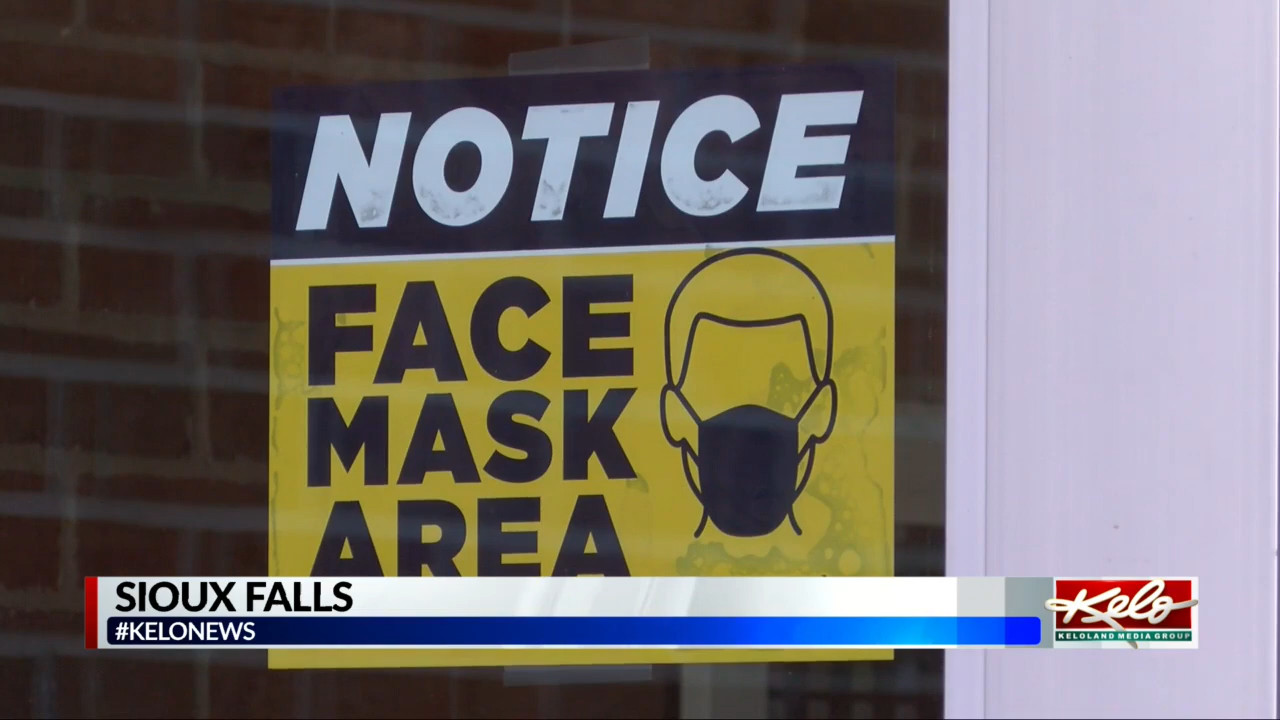 NOTICE
FACE
MASK
AREA
SIOUX FALLS
#KELONEWS
Kelo
KELOLAND MEDIA GROUP